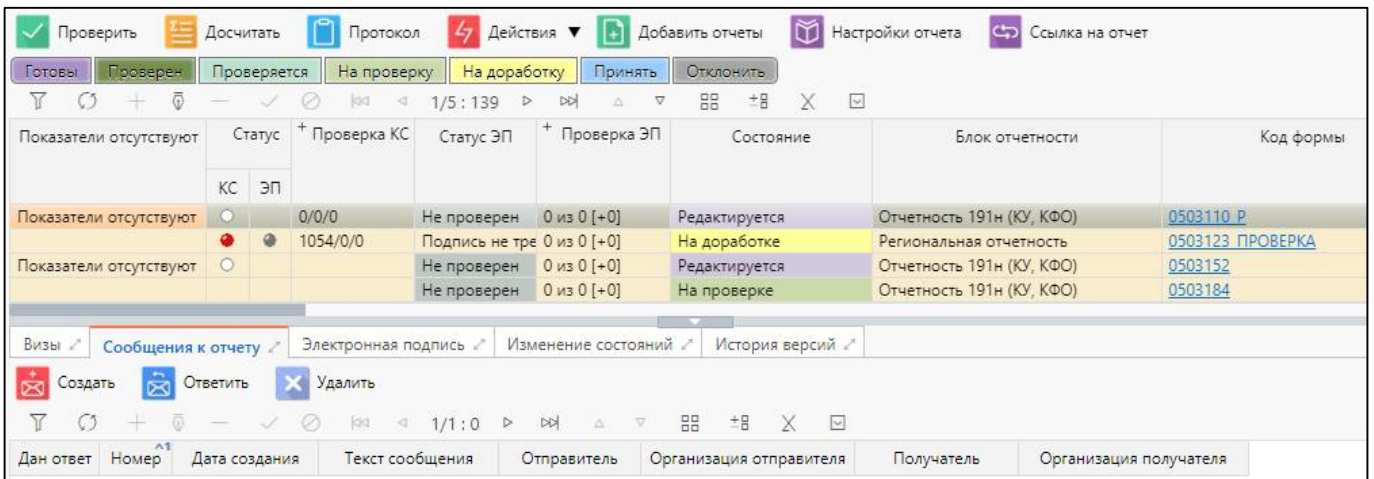 Проверить Досчитать Протокол Действия ▼ Добавить отчеты Настройки отчета Ссылка на отчет
Готовы Проверен Проверяется На проверку На доработку Принять Отклонить
1/5 : 139
Показатели отсутствуют Статус + Проверка КС Статус ЭП + Проверка ЭП Состояние Блок отчетности Код формы
КС ЭП
Показатели отсутствуют 0/0/0 Не проверен 0 из 0 [+0] Редактируется Отчетность 191н (КУ, КФО) 0503110_Р
1054/0/0 Подпись не тре 0 из 0 [+0] На доработке Региональная отчетность 0503123_ПРОВЕРКА
Показатели отсутствуют Не проверен 0 из 0 [+0] Редактируется Отчетность 191н (КУ, КФО) 0503152
Не проверен 0 из 0 [+0] На проверке Отчетность 191н (КУ, КФО) 0503184
Визы Сообщения к отчету Электронная подпись Изменение состояний История версий
Создать Ответить Удалить
1/1 : 0
Дан ответ Номер ^1 Дата создания Текст сообщения Отправитель Организация отправителя Получатель Организация получателя